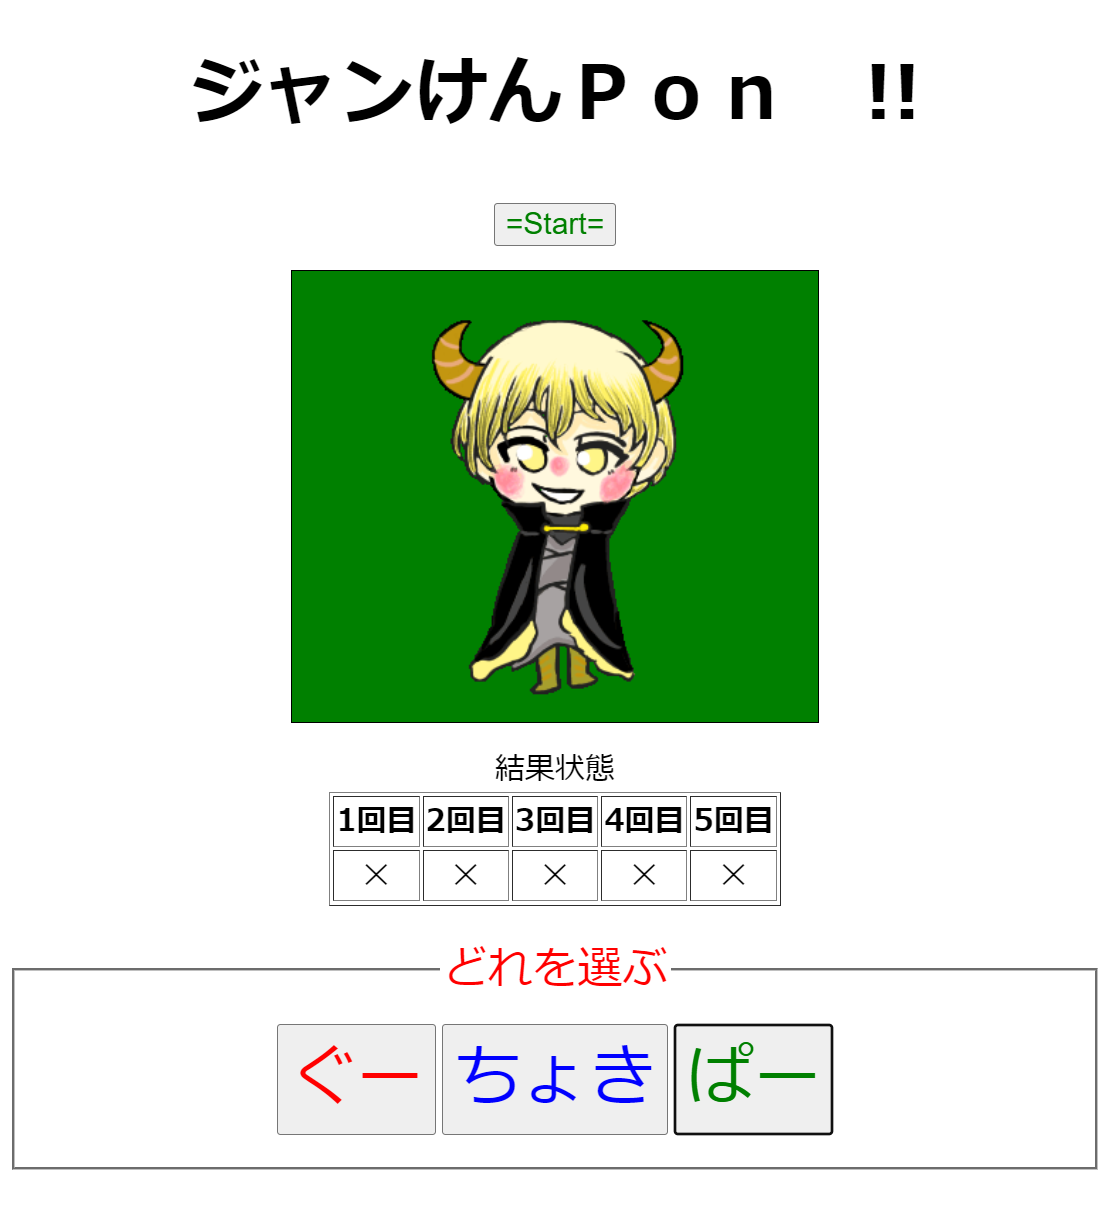 ジャンけんＰｏｎ　!!
=Start=
結果状態
1回目 2回目 3回目 4回目 5回目
× × × × ×
どれを選ぶ
ぐー ちょき ぱー